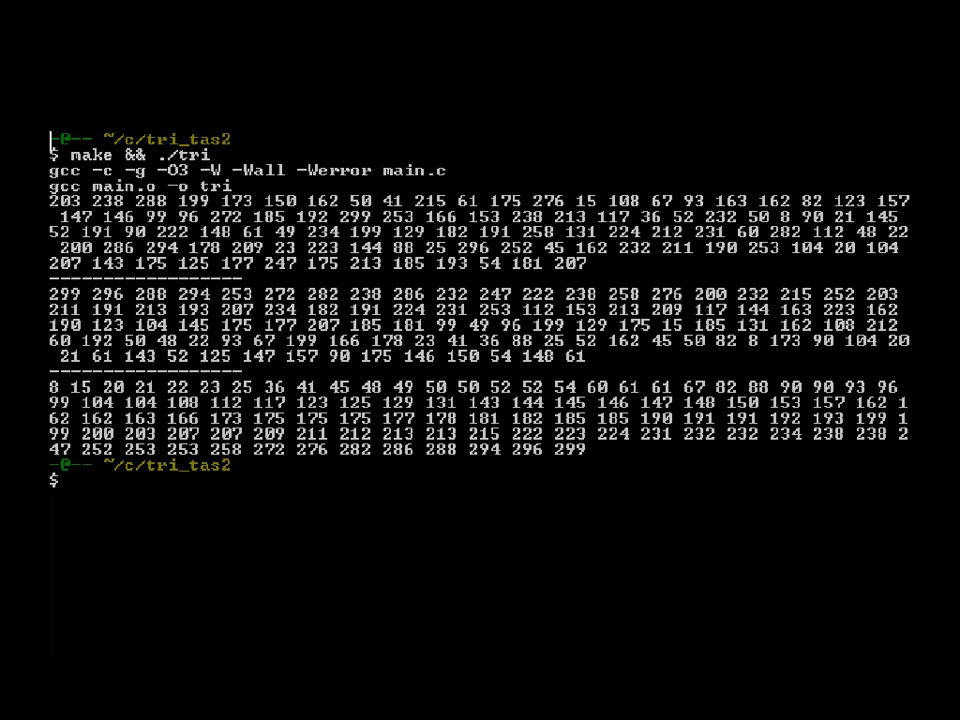 -@-- ~/c/tri_tas2
$ make && ./tri
gcc -c -g -O3 -W -Wall -Werror main.c
gcc main.o -o tri
203 238 288 199 173 150 162 50 41 215 61 175 276 15 108 67 93 163 162 82 123 157
147 146 99 96 272 185 192 299 253 166 153 238 213 117 36 52 232 50 8 90 21 145
52 191 90 222 148 61 49 234 199 129 182 191 258 131 224 212 231 60 282 112 48 22
200 286 294 178 209 23 223 144 88 25 296 252 45 162 232 211 190 253 104 20 104
207 143 175 125 177 247 175 213 185 193 54 181 207
------------------
299 296 288 294 253 272 282 238 286 232 247 222 238 258 276 200 232 215 252 203
211 191 213 193 207 234 182 191 224 231 253 112 153 213 209 117 144 163 223 162
190 123 104 145 175 177 207 185 181 99 49 96 199 129 175 15 185 131 162 108 212
60 192 50 48 22 93 67 199 166 178 23 41 36 88 25 52 162 45 50 82 8 173 90 104 20
21 61 143 52 125 147 157 90 175 146 150 54 148 61
------------------
8 15 20 21 22 23 25 36 41 45 48 49 50 50 52 52 54 60 61 61 67 82 88 90 90 93 96
99 104 104 108 112 117 123 125 129 131 143 144 145 146 147 148 150 153 157 162 1
62 162 163 166 173 175 175 175 177 178 181 182 185 185 190 191 191 192 193 199 1
99 200 203 207 207 209 211 212 213 213 215 222 223 224 231 232 232 234 238 238 2
47 252 253 253 258 272 276 282 286 288 294 296 299
-@-- ~/c/tri_tas2
$